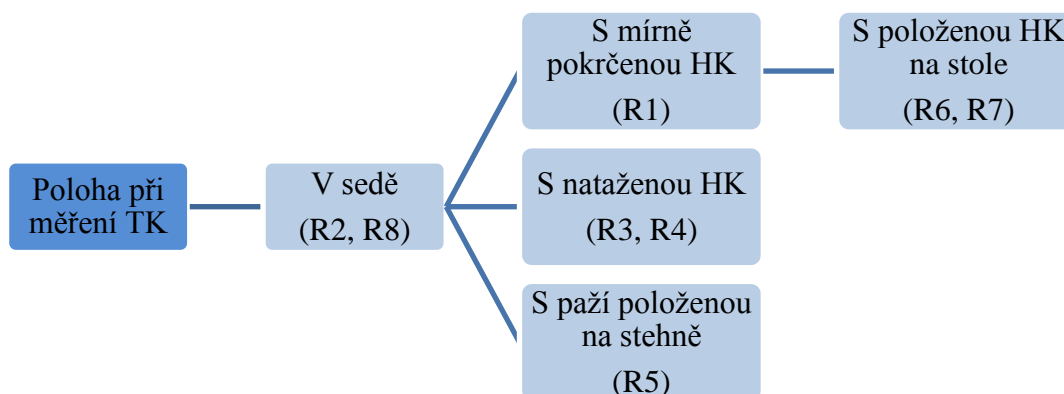 Poloha při
měření TK
V sedě
(R2, R8)
S mírně
pokrčenou HK
(R1)
S položenou HK
na stole
(R6, R7)
S nataženou HK
(R3, R4)
S paží položenou
na stehně
(R5)